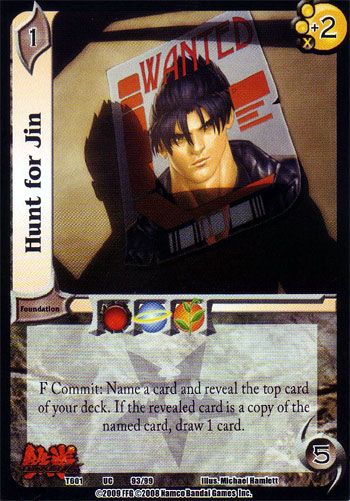 1
+2
WANTED
Hunt for Jin
Foundation
F Commit: Name a card and reveal the top card
of your deck. If the revealed card is a copy of the
named card, draw 1 card.
5
T601 UC 93/99 Illus. Michael Hamlett
©2009 FFG ©2008 Namco Bandai Games Inc.